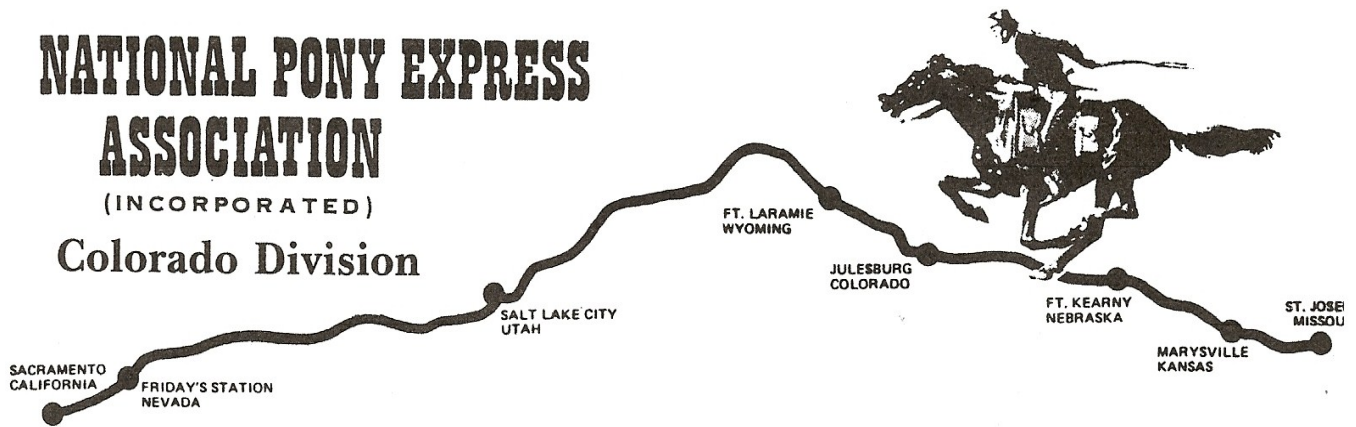 NATIONAL PONY EXPRESS
ASSOCIATION
(INCORPORATED)
Colorado Division
SACRAMENTO
CALIFORNIA
FRIDAY'S STATION
NEVADA
SALT LAKE CITY
UTAH
FT. LARAMIE
WYOMING
JULESBURG
COLORADO
FT. KEARNY
NEBRASKA
MARYSVILLE
KANSAS
ST. JOSE
MISSOU